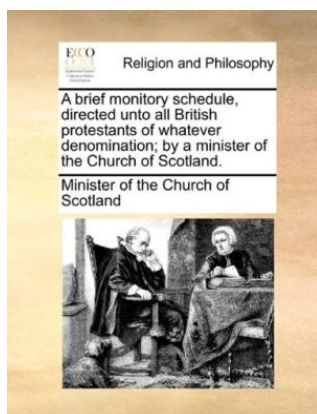 ECCO
Religion and Philosophy
A brief monitory schedule,
directed unto all British
protestants of whatever
denomination; by a minister of
the Church of Scotland.
Minister of the Church of
Scotland